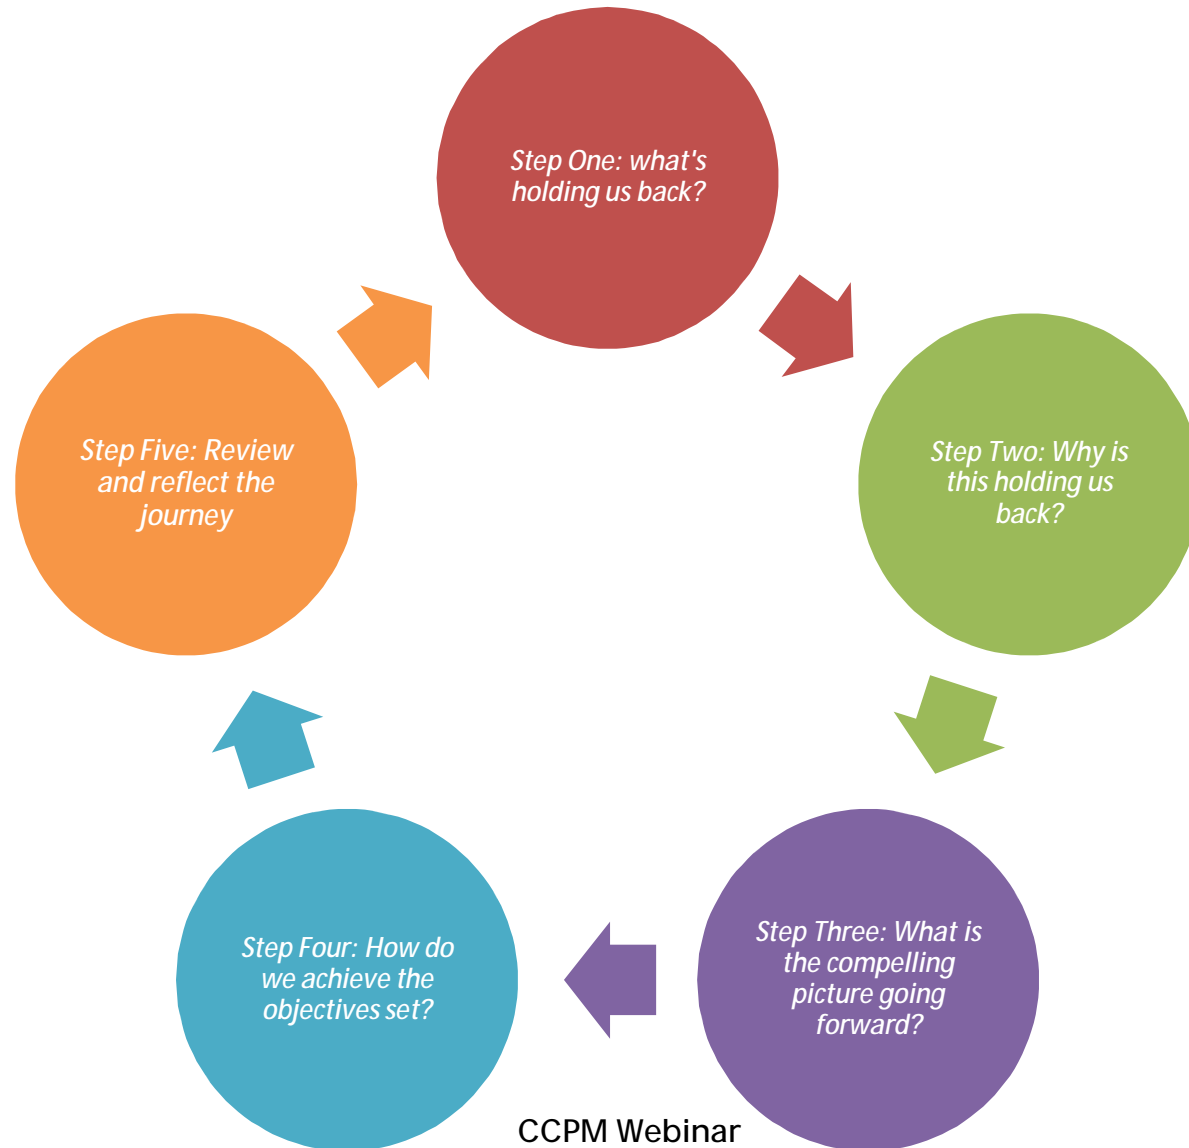 Step One: what's
holding us back?
Step Two: Why is
this holding us
back?
Step Three: What is
the compelling
picture going
forward?
Step Four: How do
we achieve the
objectives set?
Step Five: Review
and reflect the
journey
CCPM Webinar